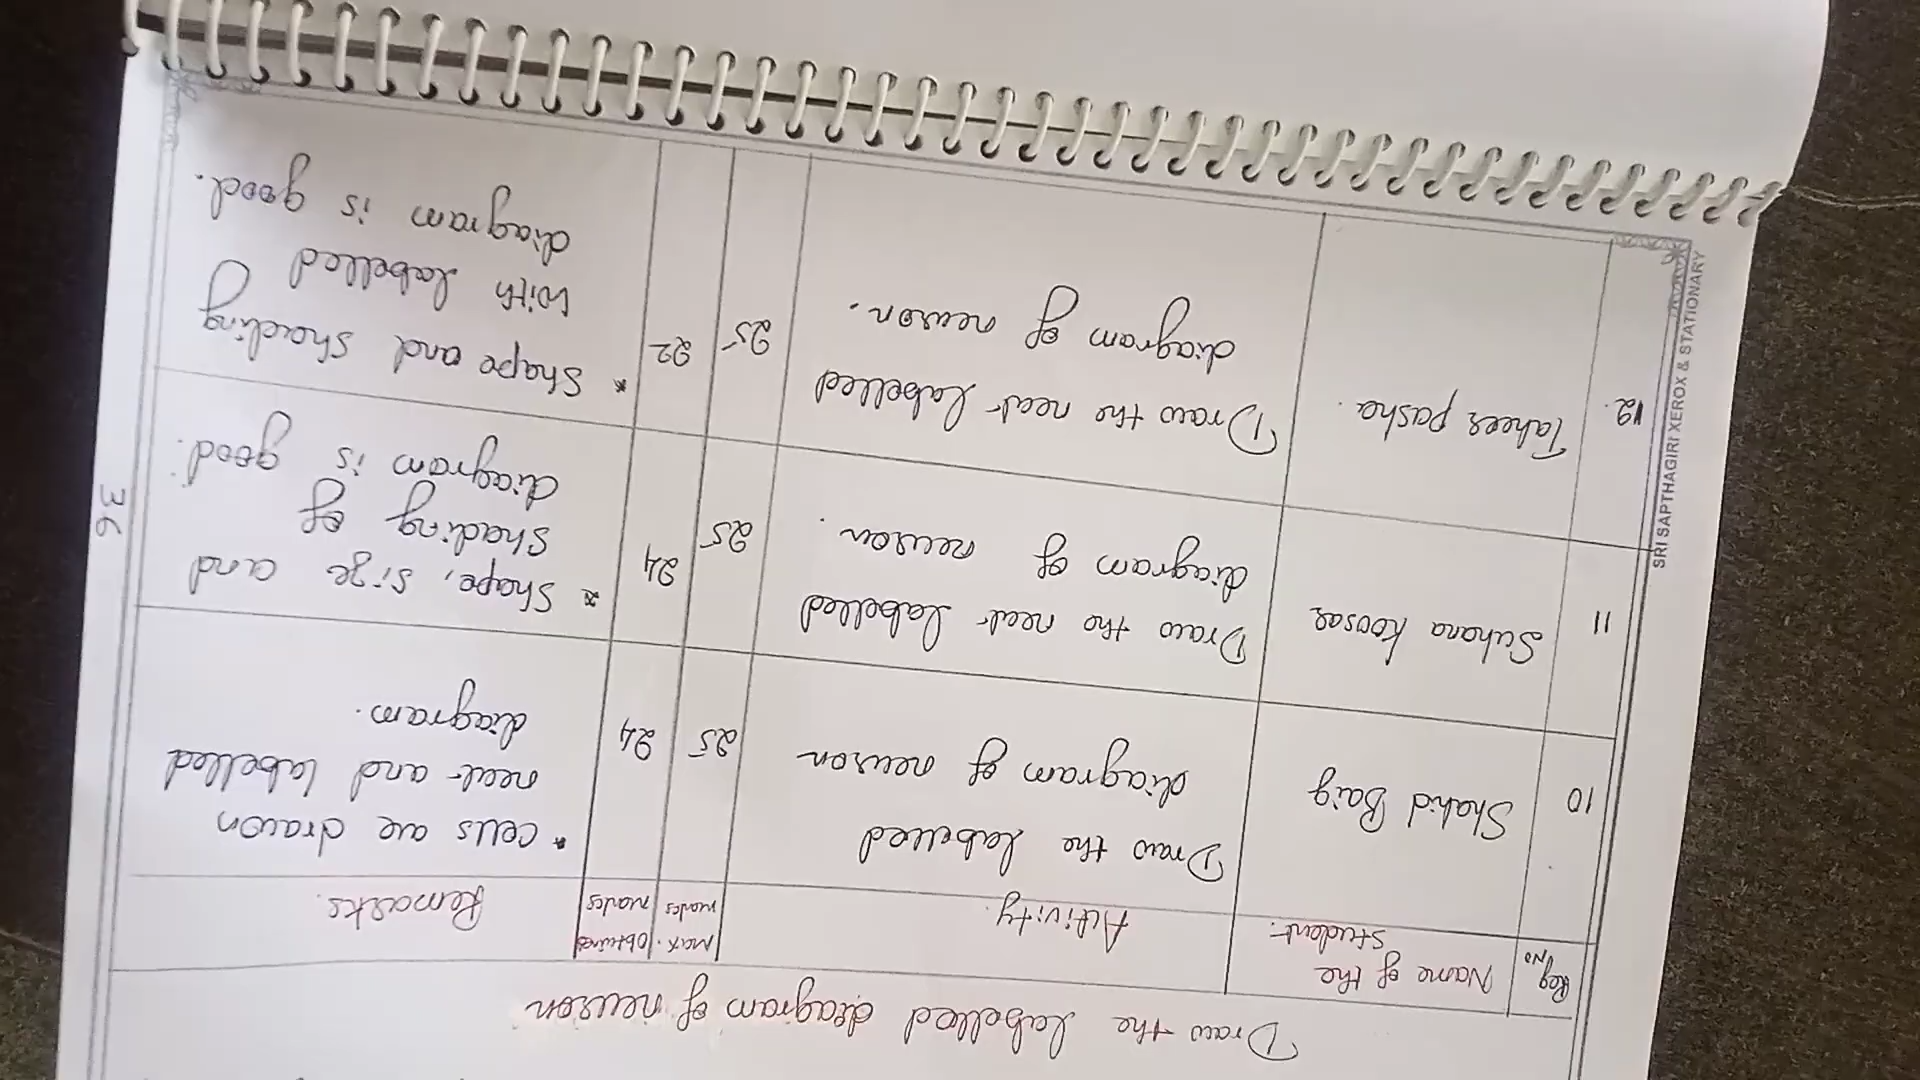 Draw the labelled diagram of neuron
Reg No
Name of the
student
Activity.
Max.
marks
obtained
marks
Remarks.
10
Shahid Baig
Draw the labelled
diagram of neuron
25
24
* cells are drawn
neat and labelled
diagram.
11
Suhana Koosar
Draw the neat labelled
diagram of neuron.
25
24
* Shape, size and
shading of
diagram is good.
12.
Taheer pasha.
Draw the neat labelled
diagram of neuron.
25
22
* Shape and shading
with labelled
diagram is good.
36
SRI SAPTHAGIRI XEROX & STATIONARY